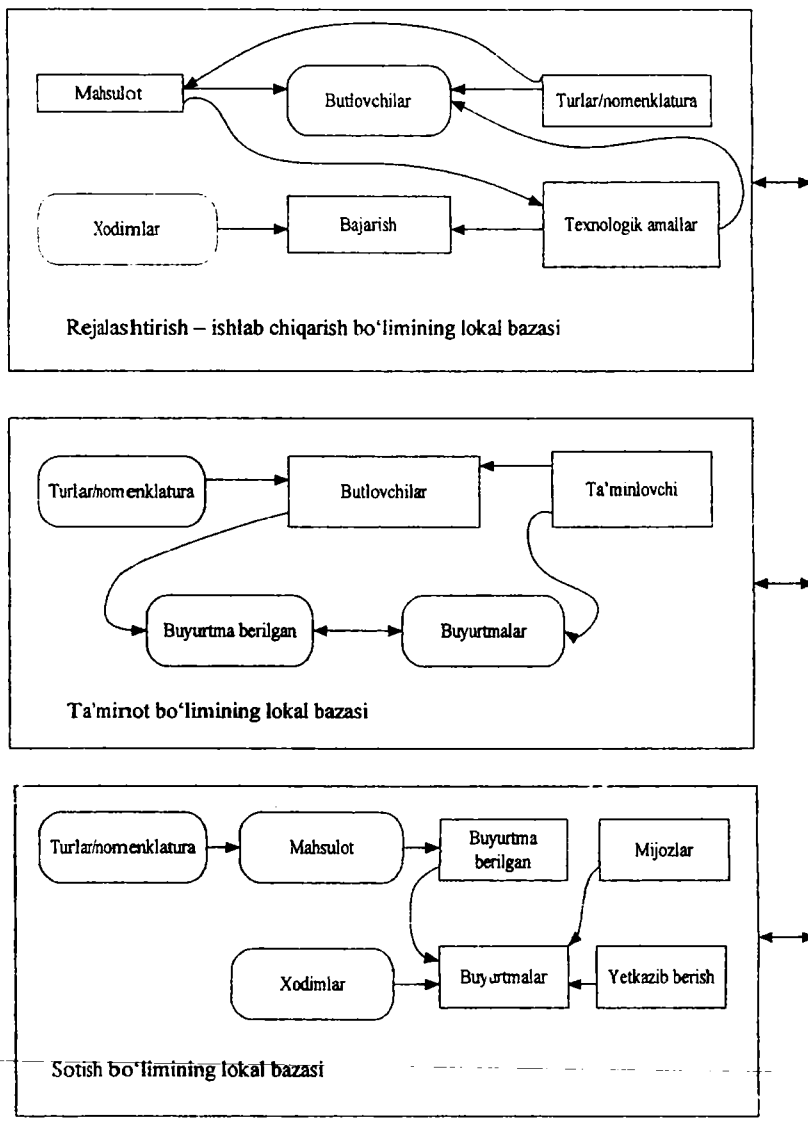 Mahsulot
Butlovchilar
Turlar/nomenklatura
Xodimlar
Bajarish
Texnologik amallar
Rejalashtirish – ishlab chiqarish bo‘limining lokal bazasi
Turlar/nomenklatura
Butlovchilar
Ta’minlovchi
Buyurtma berilgan
Buyurtmalar
Ta’minot bo‘limining lokal bazasi
Turlar/nomenklatura
Mahsulot
Buyurtma
berilgan
Mijozlar
Xodimlar
Buyurtmalar
Yetkazib berish
Sotish bo‘limining lokal bazasi